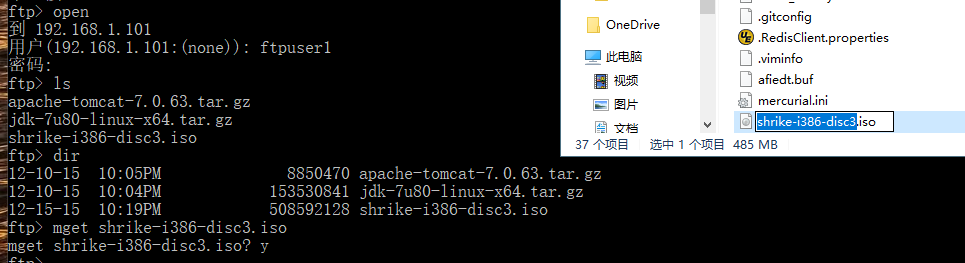 ftp> open
到 192.168.1.101
用户(192.168.1.101:(none)): ftpuser1
密码:
ftp> ls
apache-tomcat-7.0.63.tar.gz
jdk-7u80-linux-x64.tar.gz
shrike-i386-disc3.iso
ftp> dir
12-10-15  10:05PM              8850470 apache-tomcat-7.0.63.tar.gz
12-10-15  10:04PM            153530841 jdk-7u80-linux-x64.tar.gz
12-15-15  10:19PM            508592128 shrike-i386-disc3.iso
ftp> mget shrike-i386-disc3.iso
mget shrike-i386-disc3.iso? y
ftp>
OneDrive
此电脑
视频
图片
文档
.gitconfig
.RedisClient.properties
.viminfo
afiedt.buf
mercurial.ini
shrike-i386-disc3.iso
37 个项目 选中 1 个项目 485 MB